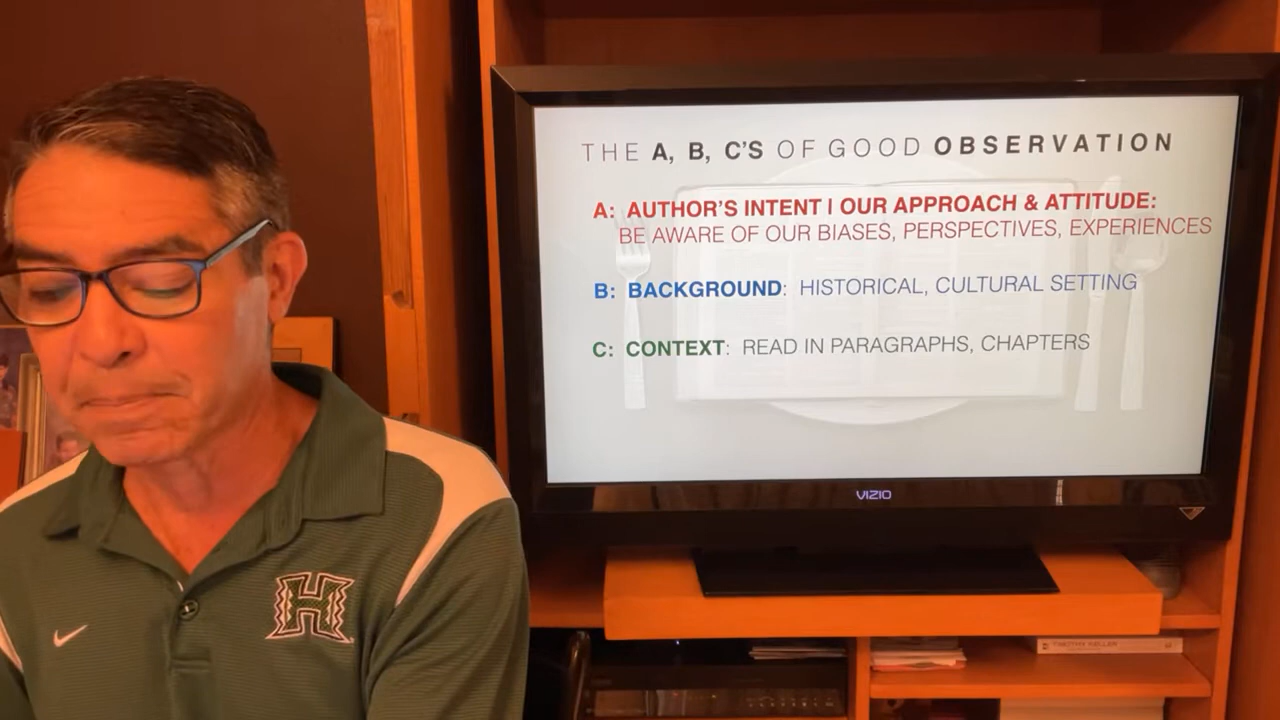 THE A, B, C'S OF GOOD OBSERVATION
A: AUTHOR'S INTENT | OUR APPROACH & ATTITUDE:
BE AWARE OF OUR BIASES, PERSPECTIVES, EXPERIENCES
B: BACKGROUND: HISTORICAL, CULTURAL SETTING
C: CONTEXT: READ IN PARAGRAPHS, CHAPTERS
VIZIO
H
TIMOTHY KELLER